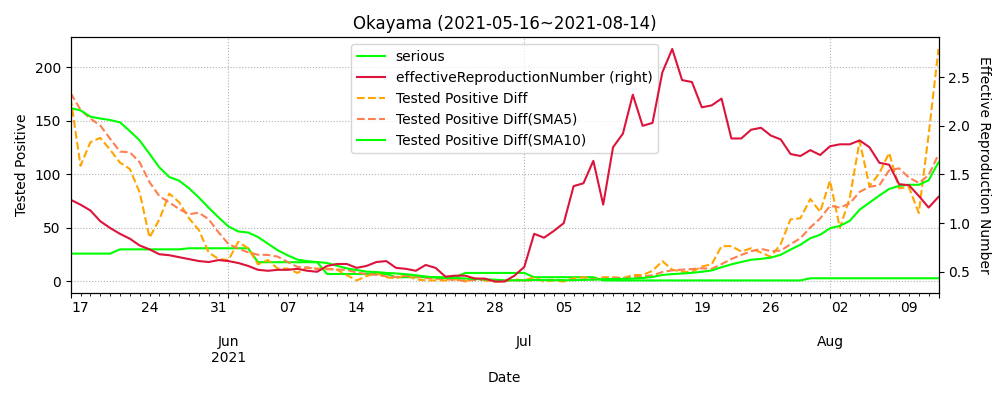 Okayama (2021-05-16~2021-08-14)
serious
effectiveReproductionNumber (right)
Tested Positive Diff
Tested Positive Diff(SMA5)
Tested Positive Diff(SMA10)
Tested Positive
200
150
100
50
0
Effective Reproduction Number
2.5
2.0
1.5
1.0
0.5
17 24 31 07 14 21 28 05 12 19 26 02 09
Jun Jul Aug
2021
Date